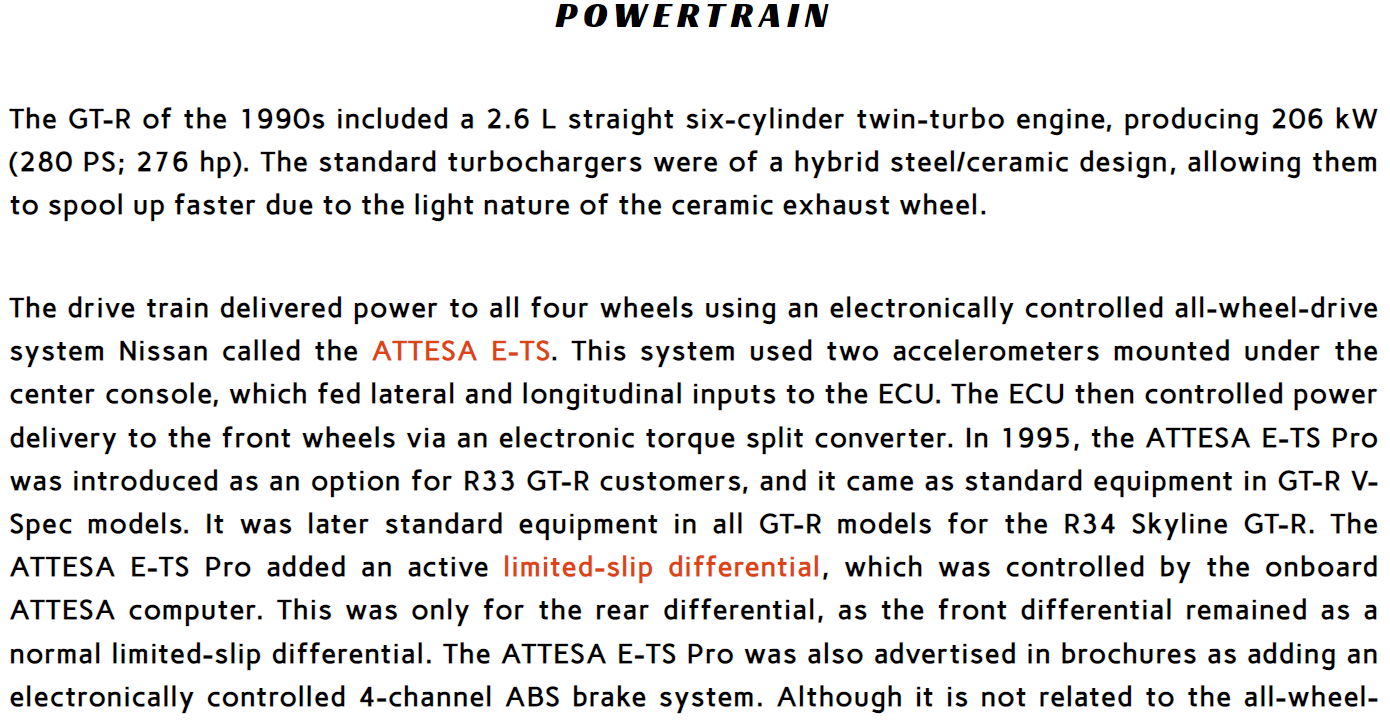 POWERTRAIN
The GT-R of the 1990s included a 2.6 L straight six-cylinder twin-turbo engine, producing 206 kW
(280 PS; 276 hp). The standard turbochargers were of a hybrid steel/ceramic design, allowing them
to spool up faster due to the light nature of the ceramic exhaust wheel.
The drive train delivered power to all four wheels using an electronically controlled all-wheel-drive
system Nissan called the ATTESA E-TS. This system used two accelerometers mounted under the
center console, which fed lateral and longitudinal inputs to the ECU. The ECU then controlled power
delivery to the front wheels via an electronic torque split converter. In 1995, the ATTESA E-TS Pro
was introduced as an option for R33 GT-R customers, and it came as standard equipment in GT-R V-
Spec models. It was later standard equipment in all GT-R models for the R34 Skyline GT-R. The
ATTESA E-TS Pro added an active limited-slip differential, which was controlled by the onboard
ATTESA computer. This was only for the rear differential, as the front differential remained as a
normal limited-slip differential. The ATTESA E-TS Pro was also advertised in brochures as adding an
electronically controlled 4-channel ABS brake system. Although it is not related to the all-wheel-